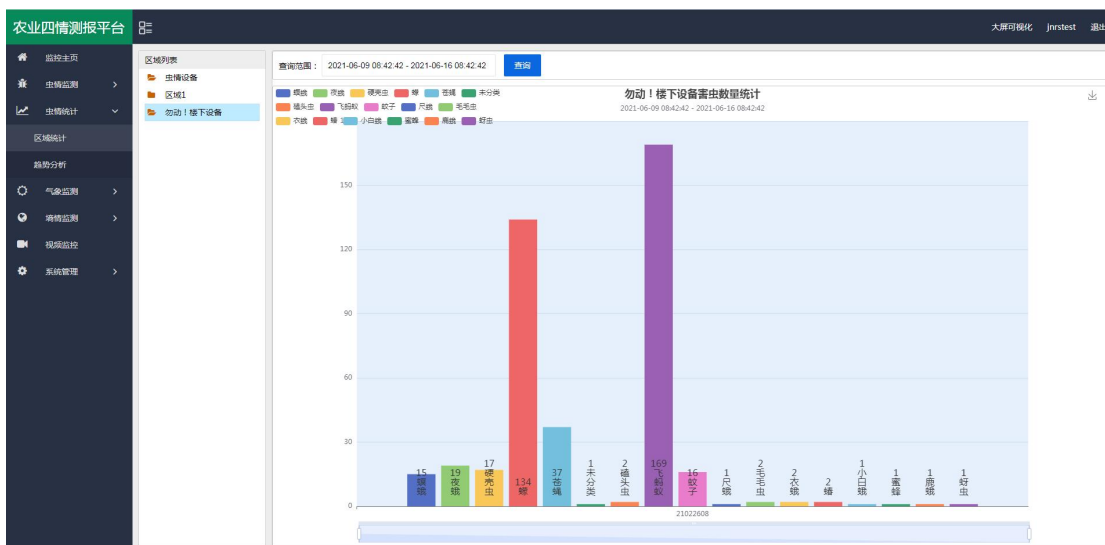 农业四情测报平台
大屏可视化 jnrstest 退出
监控主页
虫情监测
虫情统计
区域统计
趋势分析
气象监测
墒情监测
视频监控
系统管理
区域列表
虫情设备
区域1
勿动！楼下设备
查询范围： 2021-06-09 08:42:42 - 2021-06-16 08:42:42 查询
螟蛾 夜蛾 硬壳虫 螺 苍蝇 未分类
磕头虫 飞蚂蚁 蚊子 尺蛾 毛毛虫
衣蛾 蝽 小白蛾 蜜蜂 鹿蛾 蚜虫
勿动！楼下设备害虫数量统计
2021-06-09 08:42:42 - 2021-06-16 08:42:42
150
120
90
60
30
0
15 螟蛾
19 夜蛾
17 硬壳虫
134
37 苍蝇
1 未分类
2 磕头虫
169 飞蚂蚁
16 蚊子
1 尺蛾
2 毛毛虫
2 衣蛾
2 蝽
1 小白蛾
1 蜜蜂
1 鹿蛾
1 蚜虫
21022608